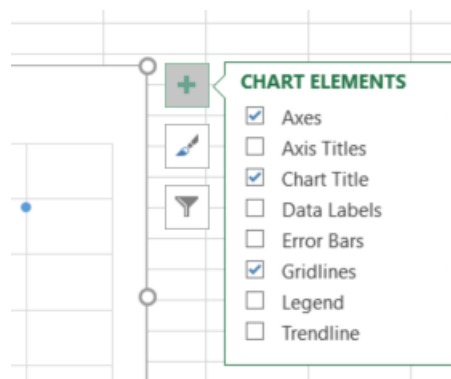 CHART ELEMENTS
Axes
Axis Titles
Chart Title
Data Labels
Error Bars
Gridlines
Legend
Trendline